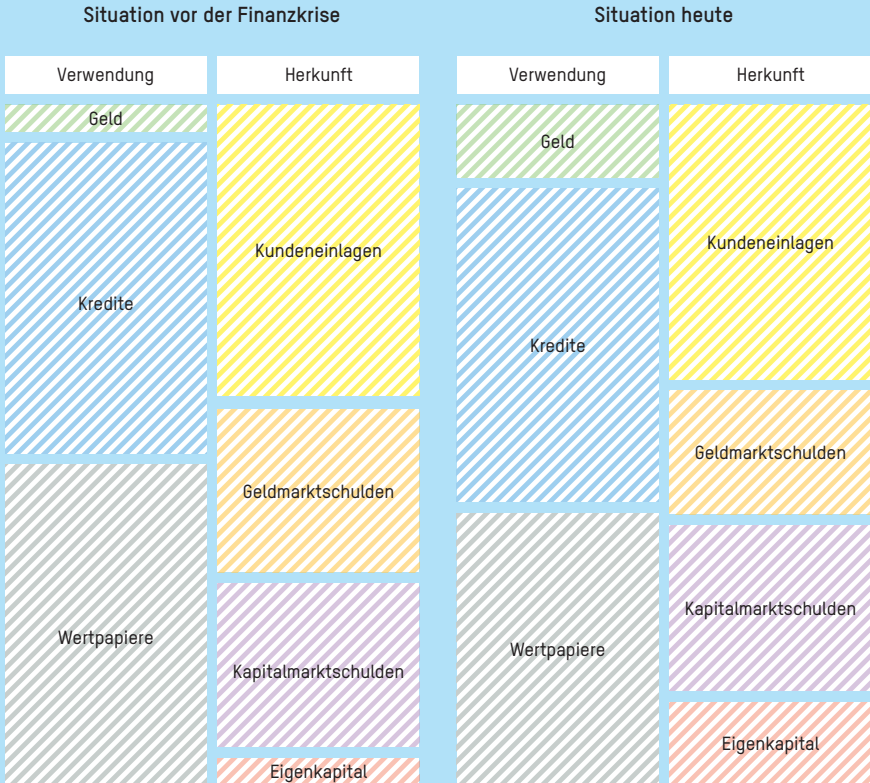 Situation vor der Finanzkrise
Verwendung
Herkunft
Geld
Kredite
Wertpapiere
Kundeneinlagen
Geldmarktschulden
Kapitalmarktschulden
Eigenkapital
Situation heute
Verwendung
Herkunft
Geld
Kredite
Wertpapiere
Kundeneinlagen
Geldmarktschulden
Kapitalmarktschulden
Eigenkapital